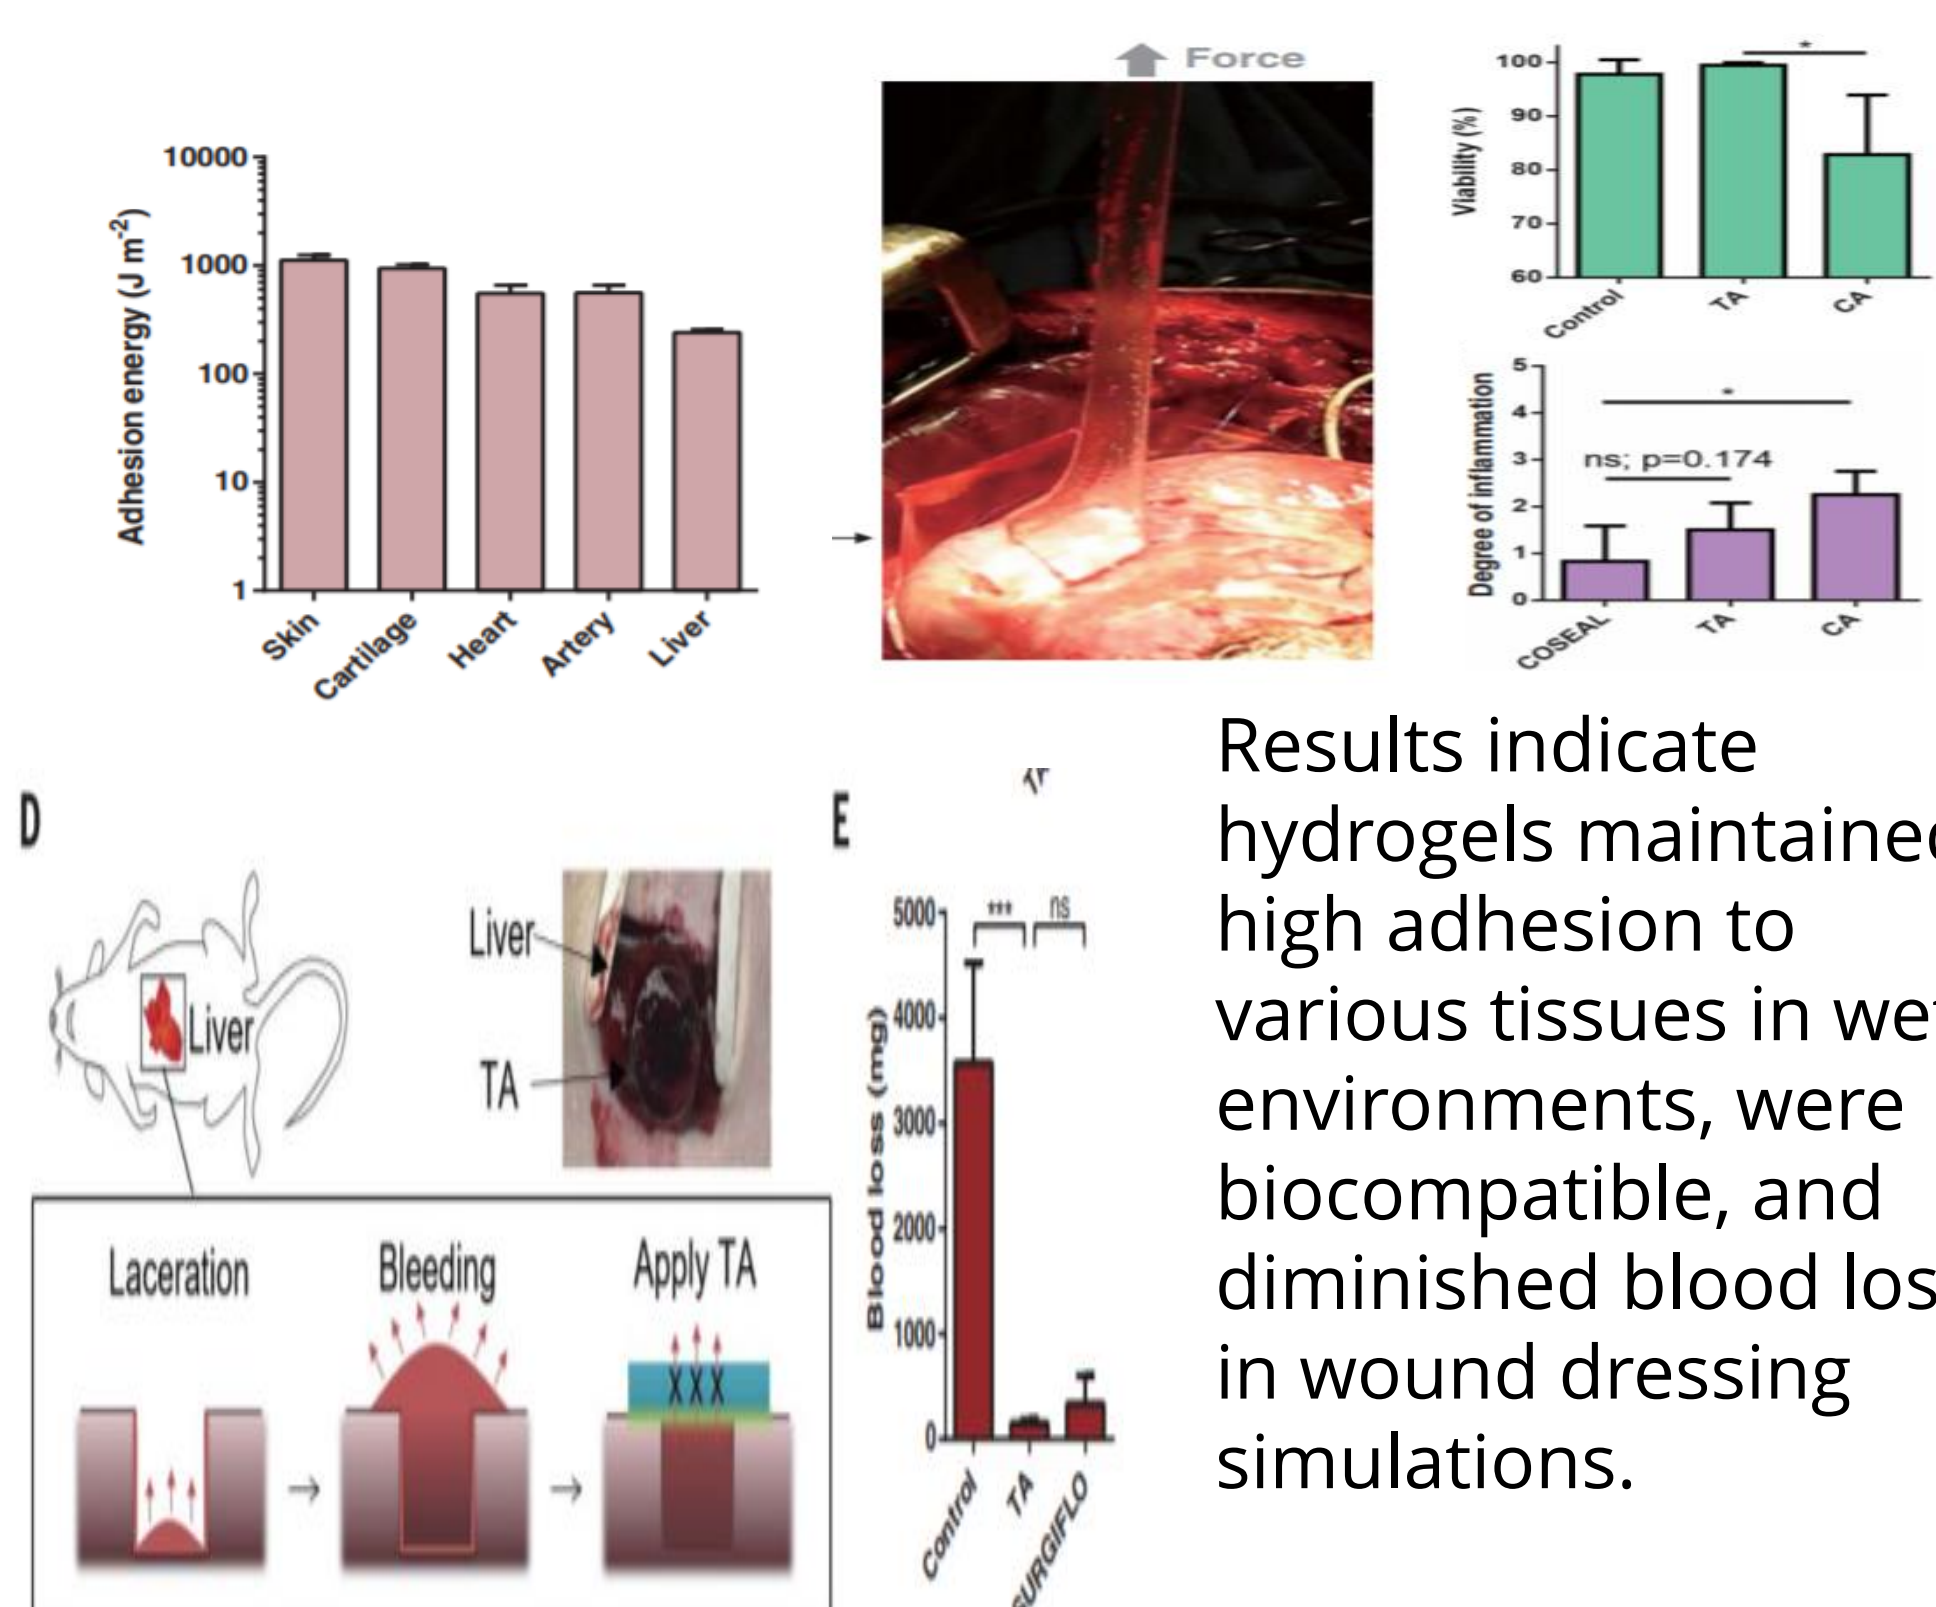 Force
10000
1000
100
10
1
Adhesion energy (J m-2)
Skin
Cartilage
Heart
Artery
Liver
*
100
90
80
70
60
Viability (%)
Control
TA
CA
5
4
3
2
1
0
Degree of inflammation
*
ns; p=0.174
COSEAL
TA
CA
Results indicate
hydrogels maintained
high adhesion to
various tissues in wet
environments, were
biocompatible, and
diminished blood los
in wound dressing
simulations.
D
Liver
Liver
TA
Laceration
Bleeding
Apply TA
X X X
E
5000
4000
3000
2000
1000
0
Blood loss (mg)
***
ns
Control
TA
SURGIFLO